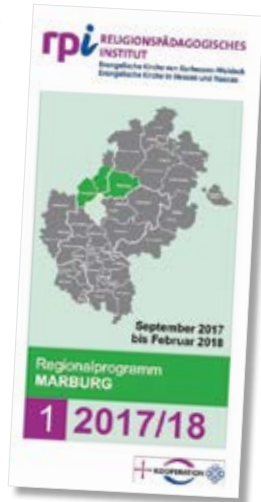 rpi RELIGIONSPÄDAGOGISCHES
INSTITUT
Evangelische Kirche von Kurhessen-Waldeck
Evangelische Kirche in Hessen und Nassau
September 2017
bis Februar 2018
Regionalprogramm
MARBURG
1 2017/18
KOOPERATION